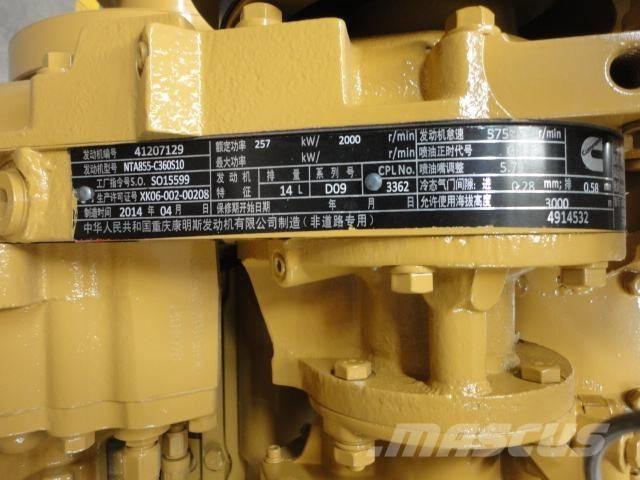 发动机编号 41207129 额定功率 257 kW/ 2000 r/min 发动机怠速 575 r/min
发动机型号 NTA855-C360S10 最大功率 kW/ r/min 喷油正时代号
工厂指令号S.O. SO15599 发动机特征 排量 14 L 系列号 D09 CPL No. 3362 喷油嘴调整
生产许可证号 XK06-002-00208 冷态气门间隙: 进 0.28 mm; 排 0.58
制造时间 2014 年 04 月 保修期开始日期 年 月 允许使用海拔高度 3000
中华人民共和国重庆康明斯发动机有限公司制造(非道路专用) 4914532
MASCUS